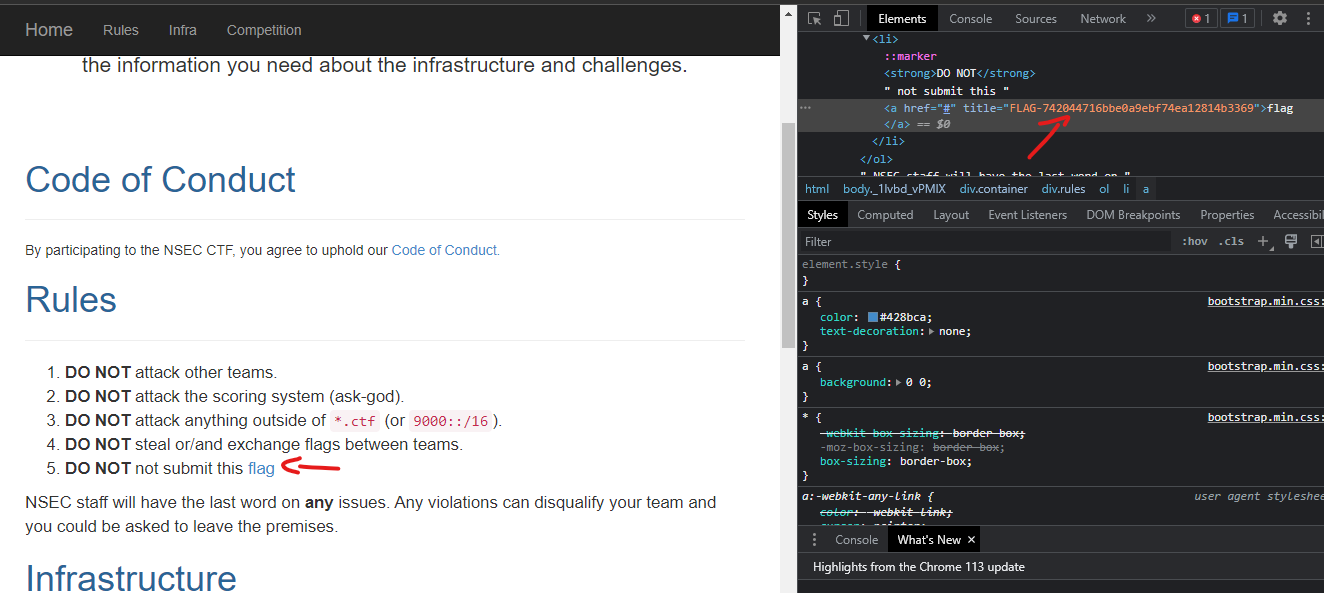 Home Rules Infra Competition
the information you need about the infrastructure and challenges.
Code of Conduct
By participating to the NSEC CTF, you agree to uphold our Code of Conduct.
Rules
1. DO NOT attack other teams.
2. DO NOT attack the scoring system (ask-god).
3. DO NOT attack anything outside of *.ctf (or 9000::/16).
4. DO NOT steal or/and exchange flags between teams.
5. DO NOT not submit this flag
NSEC staff will have the last word on any issues. Any violations can disqualify your team and
you could be asked to leave the premises.
Infrastructure
Elements Console Sources Network » 1 1
<li>
::marker
<strong>DO NOT</strong>
" not submit this "
<a href="#" title="FLAG-742044716bbe0a9ebf74ea12814b3369">flag
</a> == $0
</li>
</ol>
" NSEC staff will have the last word on "
html body._1lvbd_vPMIX div.container div.rules ol li a
Styles Computed Layout Event Listeners DOM Breakpoints Properties Accessibil
Filter :hov .cls +
element.style {
}
a { bootstrap.min.css:
color: #428bca;
text-decoration: none;
}
a { bootstrap.min.css:
background: 0 0;
}
* { bootstrap.min.css:
-webkit-box-sizing: border-box;
-moz-box-sizing: border-box;
box-sizing: border-box;
}
a:-webkit-any-link { user agent stylesheet
color: -webkit-link;
cursor: pointer;
Console What's New ×
Highlights from the Chrome 113 update